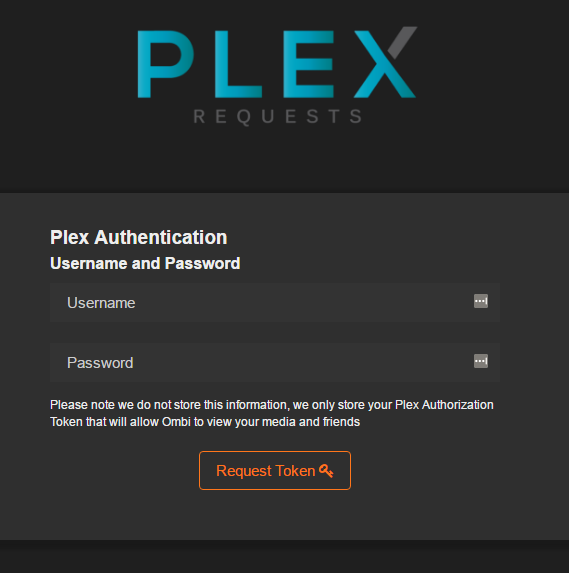 PLEX
REQUESTS
Plex Authentication
Username and Password
Username
Password
Please note we do not store this information, we only store your Plex Authorization
Token that will allow Ombi to view your media and friends
Request Token